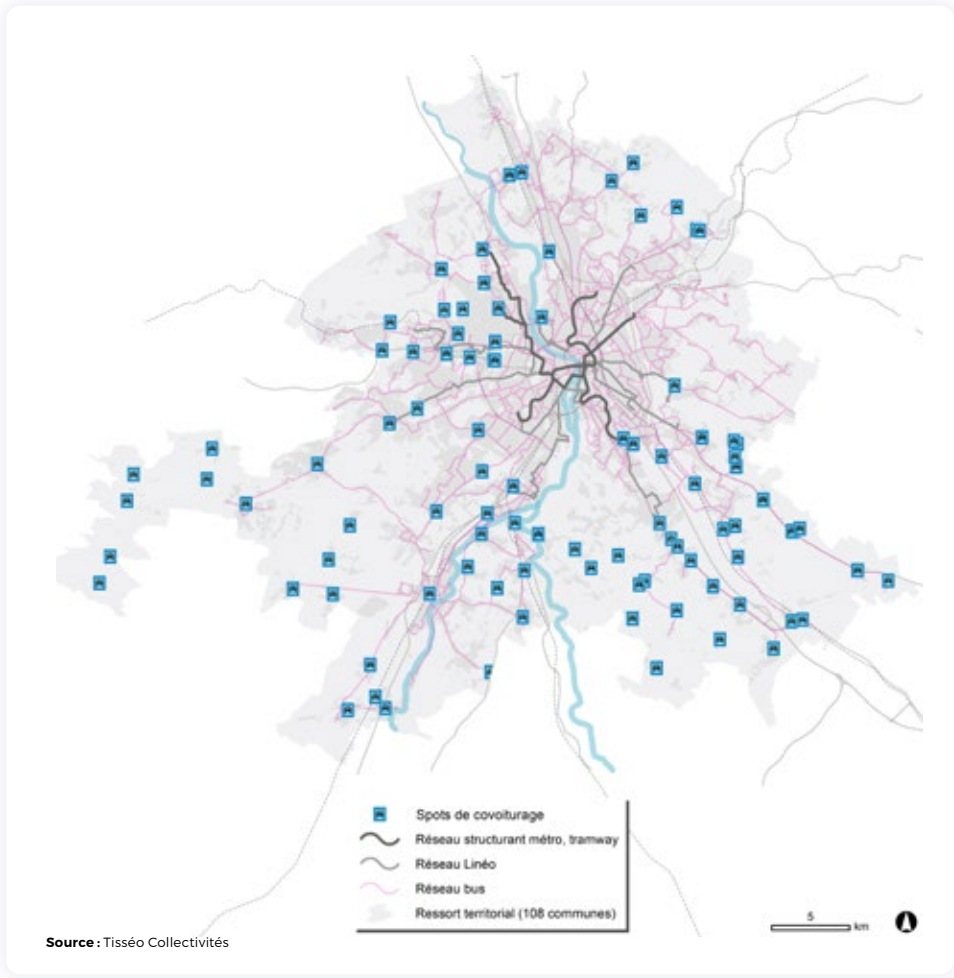 Spots de covoiturage
Réseau structurant métro, tramway
Réseau Linéo
Réseau bus
Ressort territorial (108 communes)
5
km
Source : Tisséo Collectivités